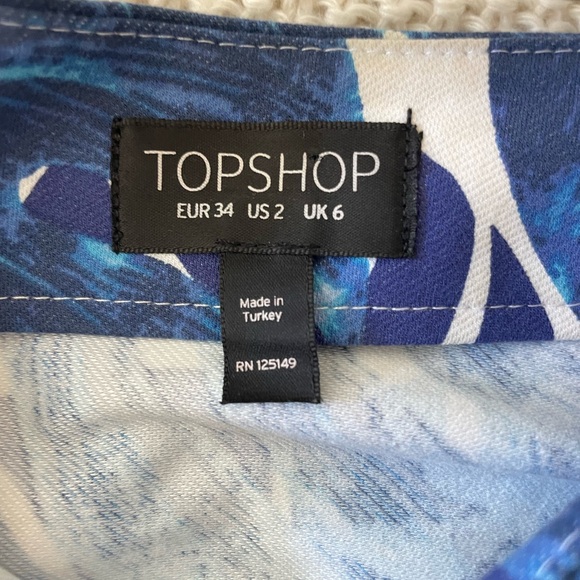 TOPSHOP
EUR 34 US 2 UK 6
Made in
Turkey
RN 125149